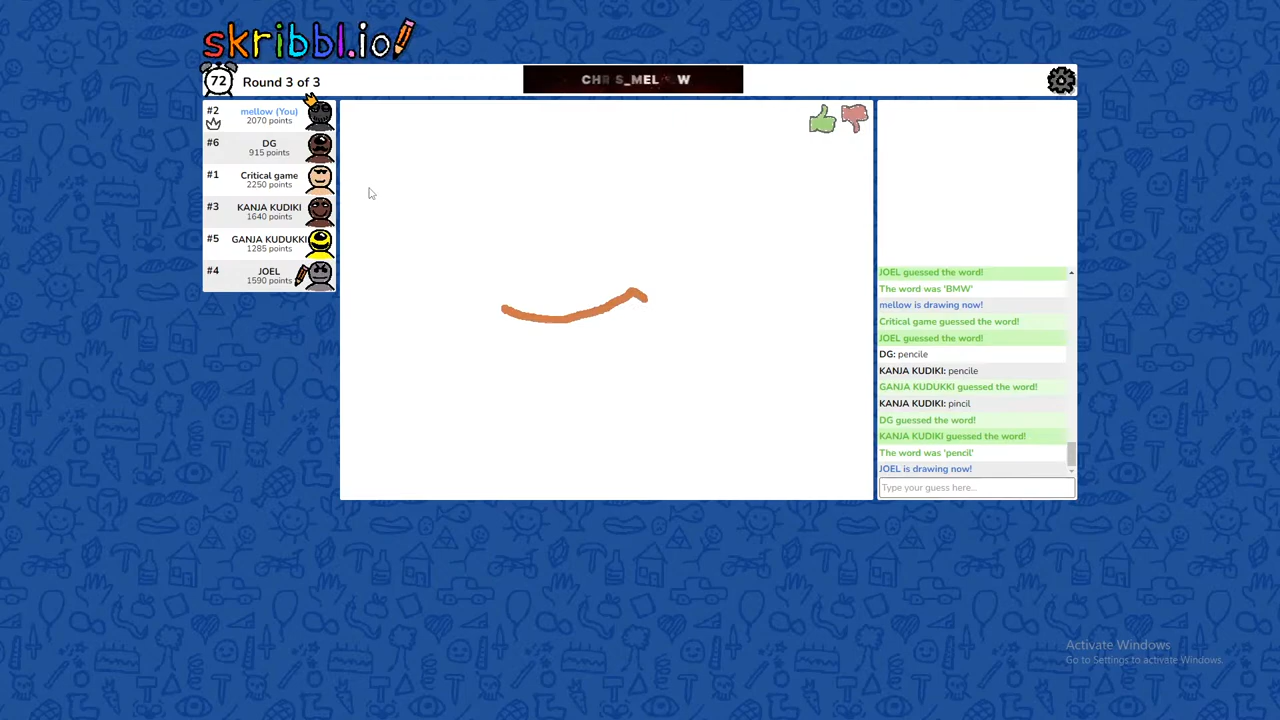 skribbl.io
72
Round 3 of 3
CHR S_MEL W
#2
mellow (You)
2070 points
#6
DG
915 points
#1
Critical game
2250 points
#3
KANJA KUDIKI
1640 points
#5
GANJA KUDUKKI
1285 points
#4
JOEL
1590 points
JOEL guessed the word!
The word was 'BMW'
mellow is drawing now!
Critical game guessed the word!
JOEL guessed the word!
DG: pencile
KANJA KUDIKI: pencile
GANJA KUDUKKI guessed the word!
KANJA KUDIKI: pincil
DG guessed the word!
KANJA KUDIKI guessed the word!
The word was 'pencil'
JOEL is drawing now!
Type your guess here...
Activate Windows
Go to Settings to activate Windows.